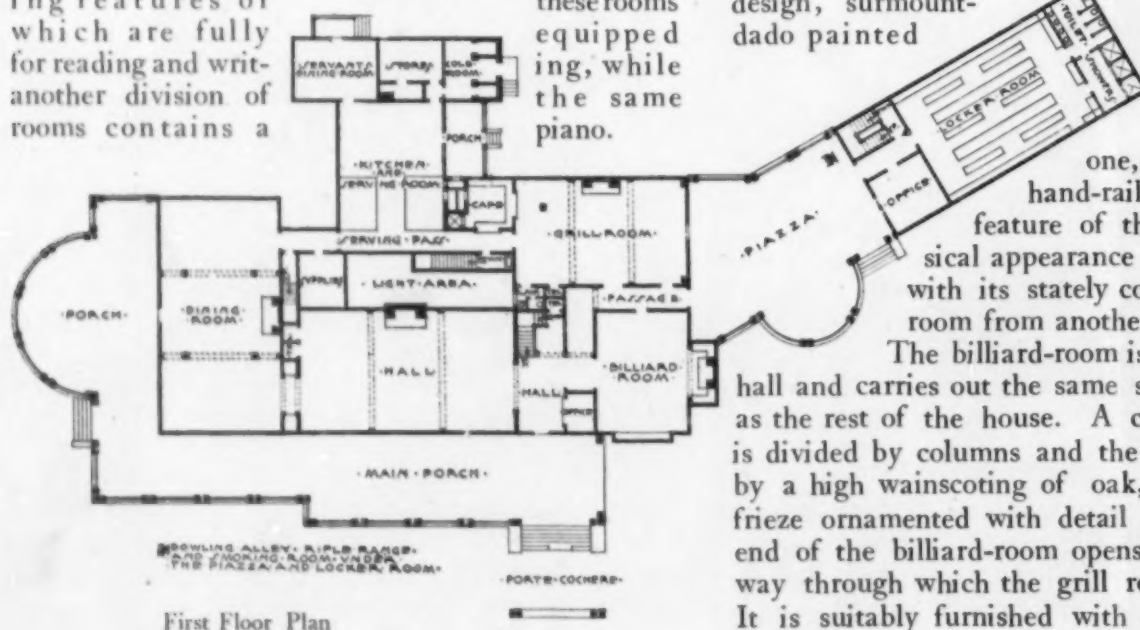 ing features of
which are fully
for reading and writ-
another division of
rooms contains a
these rooms
equipped
ing, while
the same
piano.
design, surmount-
dado painted
one,
hand-rail
feature of th
sical appearance
with its stately co
room from another
The billiard-room is
hall and carries out the same s
as the rest of the house. A c
is divided by columns and the
by a high wainscoting of oak,
frieze ornamented with detail
end of the billiard-room opens
way through which the grill r
It is suitably furnished with
SERVANTS
DINING-ROOM
STORES
COLD
ROOM
PORCH
KITCHEN
AND
SERVING ROOM
CAFÉ
SERVING PASS.
GRILL ROOM
SUPPLIES
LIGHT-AREA
PASSAGE
PORCH
DINING
ROOM
HALL
HALL
OFFICE
BILLIARD
ROOM
PIAZZA
OFFICE
LOCKER ROOM
TOILET
SHOWERS
MAIN PORCH
BOWLING ALLEY, RIFLE RANGE
AND SMOKING-ROOM UNDER
THE PIAZZA AND LOCKER ROOM.
PORTE-COCHERE
First Floor Plan